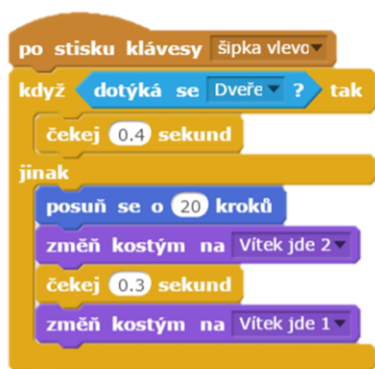 po stisku klávesy šipka vlevo
když dotýká se Dveře ? tak
čekej 0.4 sekund
jinak
posuň se o 20 kroků
změň kostým na Vítek jde 2
čekej 0.3 sekund
změň kostým na Vítek jde 1